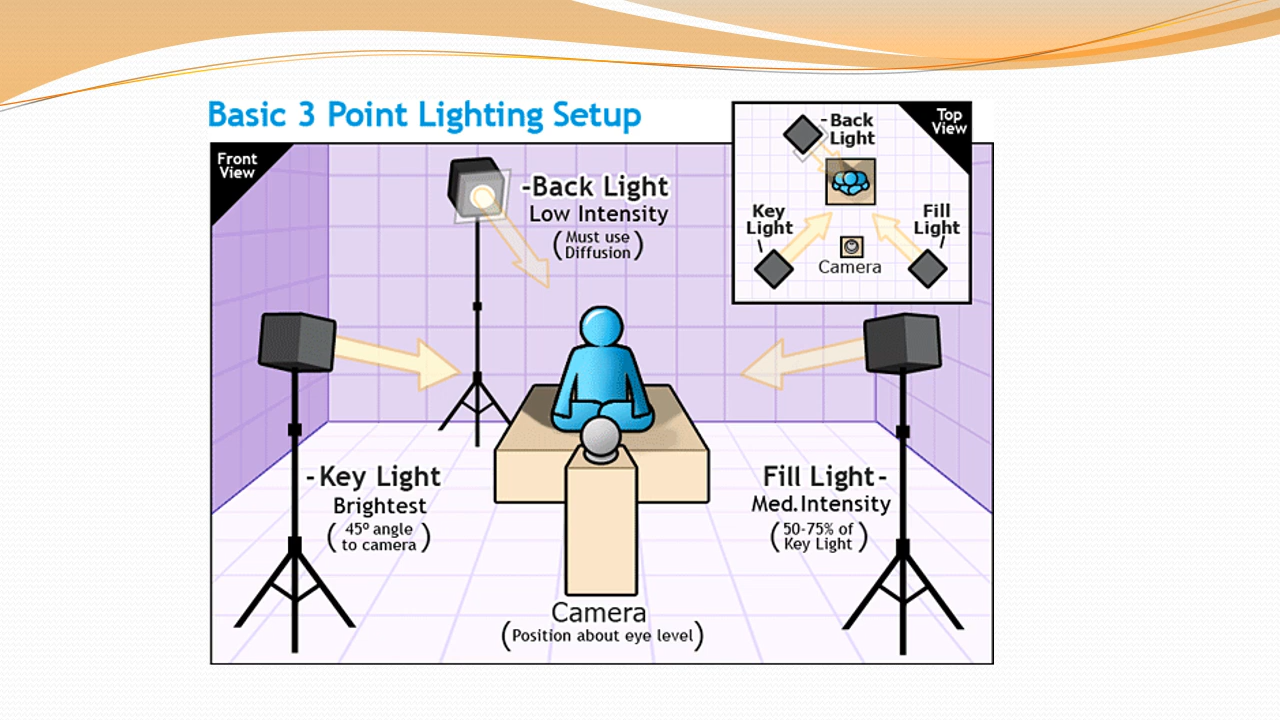 Basic 3 Point Lighting Setup
Front
View
-Back Light
Low Intensity
(Must use
Diffusion)
Top
View
-Back
Light
Key
Light
Fill
Light
Camera
-Key Light
Brightest
(45º angle
to camera)
Fill Light-
Med.Intensity
(50-75% of
Key Light)
Camera
(Position about eye level)